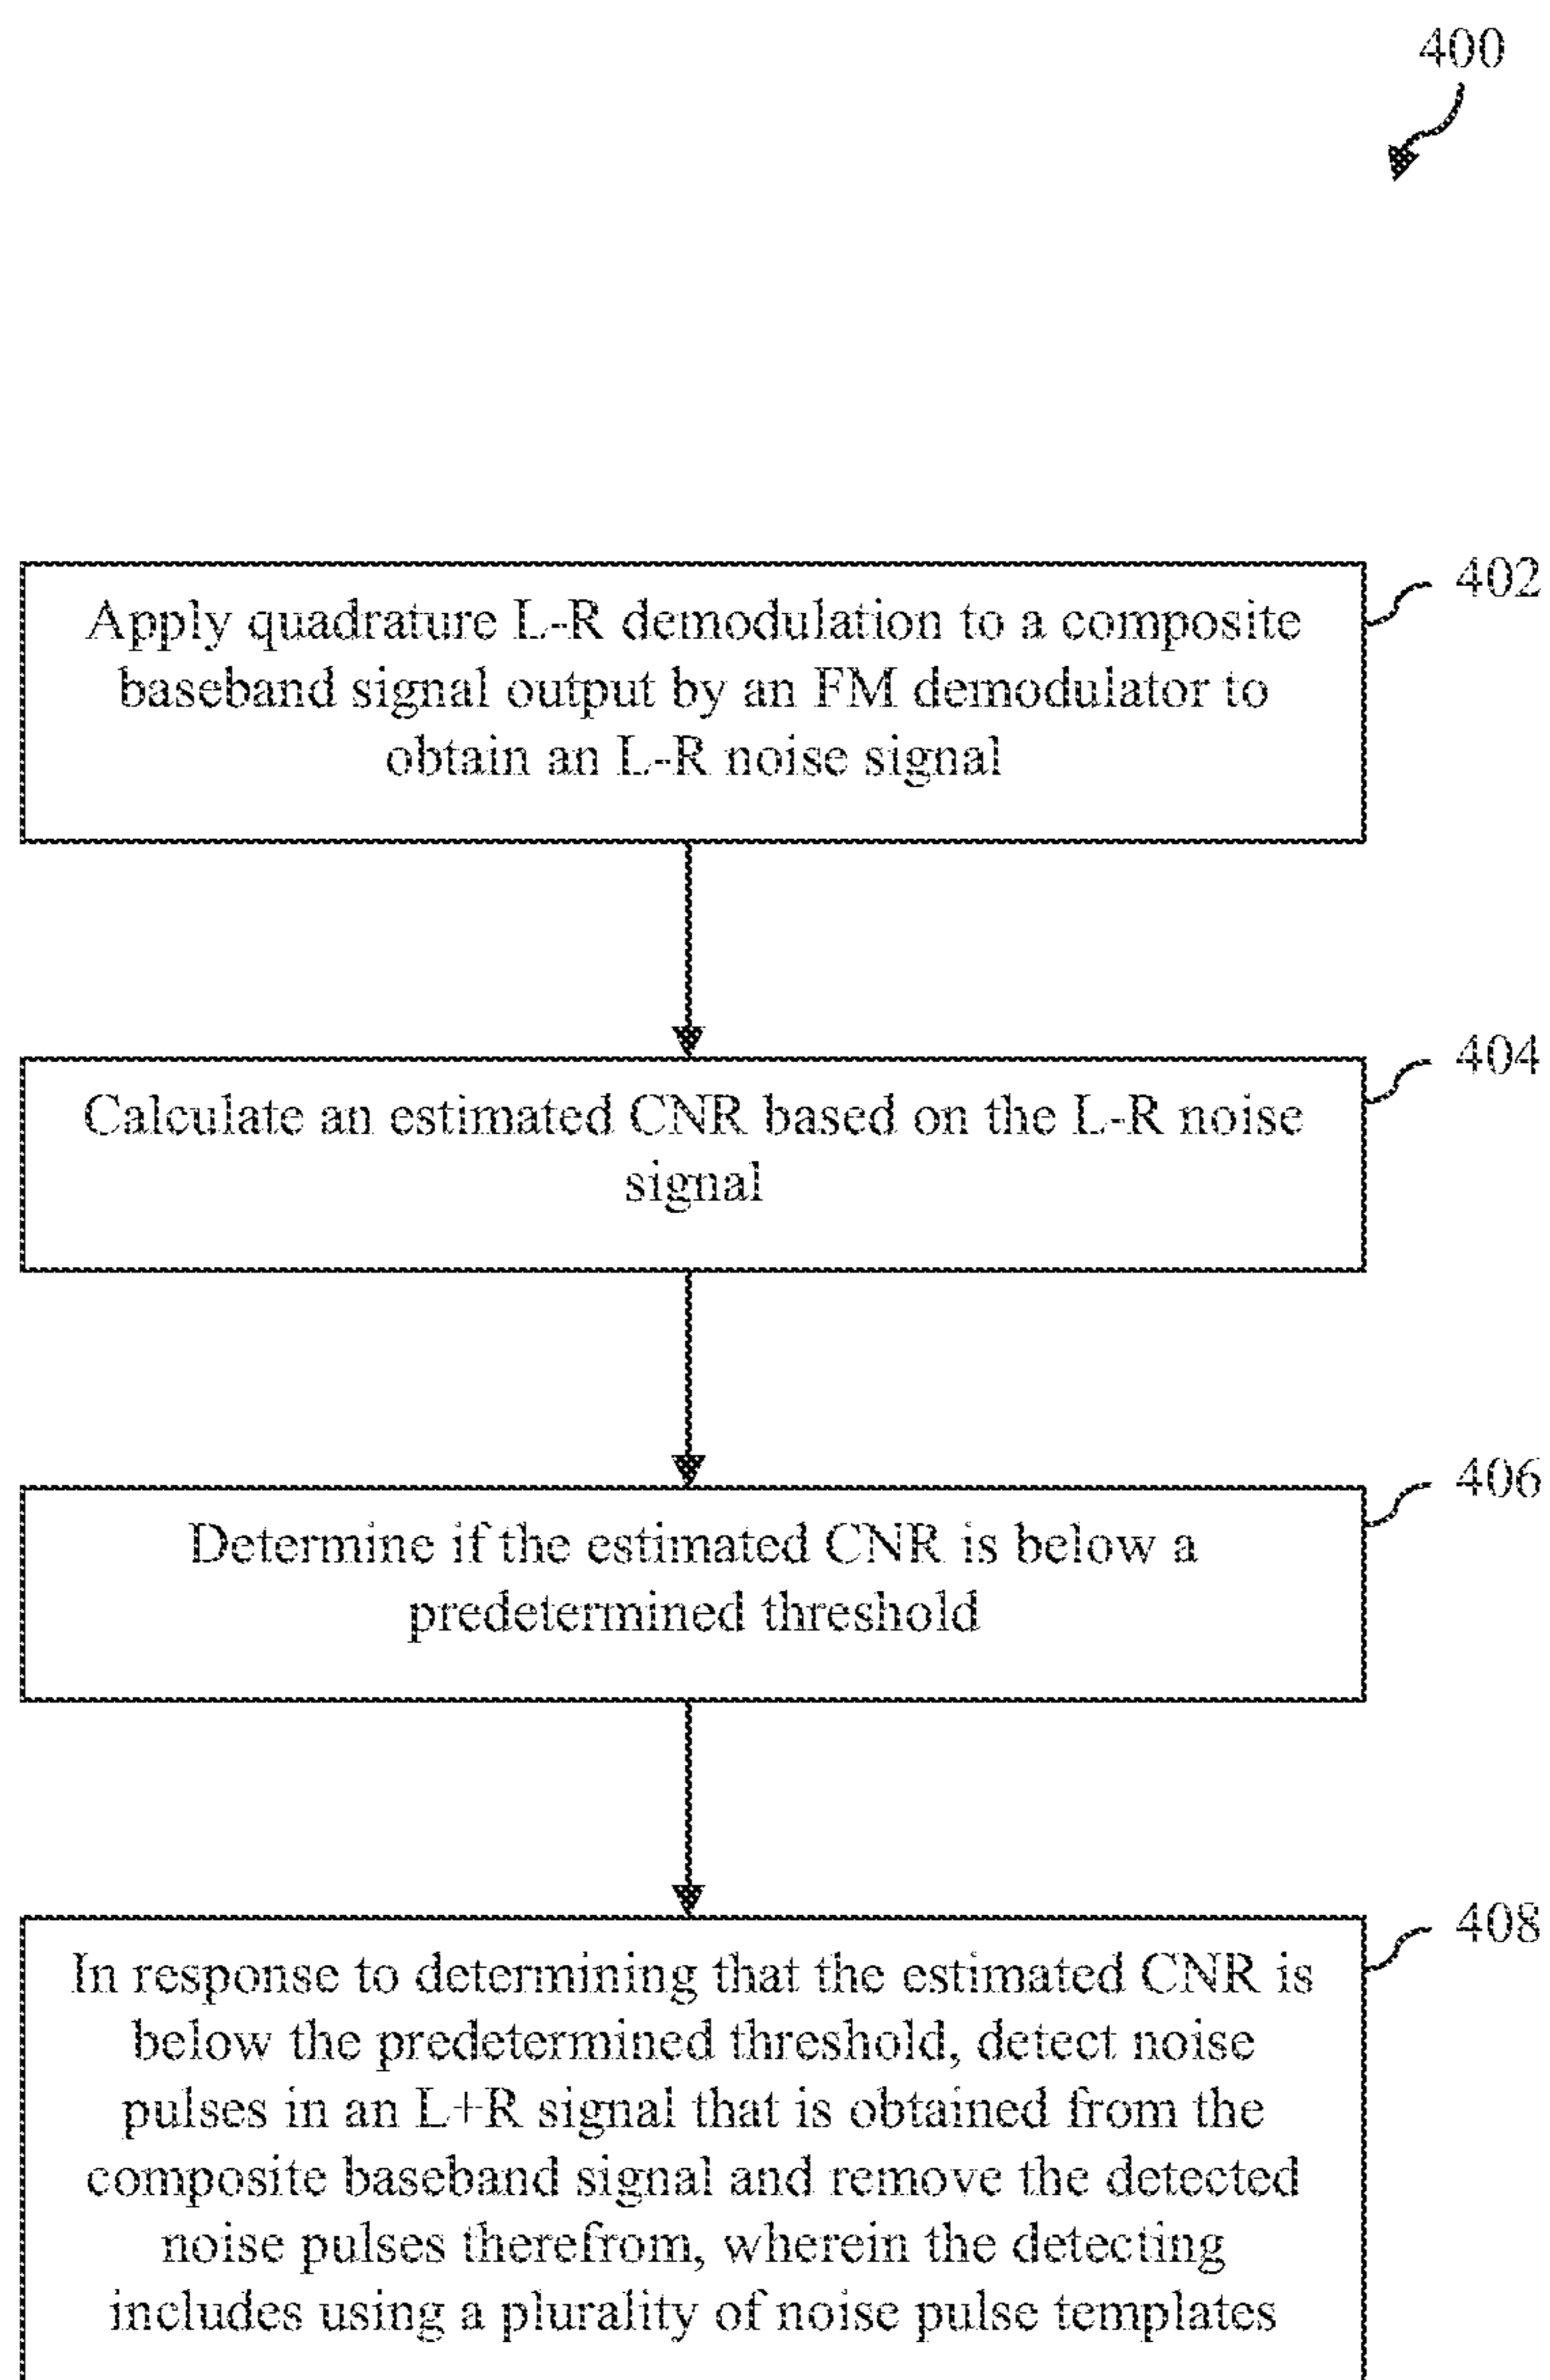 400
Apply quadrature L-R demodulation to a composite
402
baseband signal output by an FM demodulator to
obtain an L-R noise signal
Calculate an estimated CNR based on the L-R noise
404
signal
Determine if the estimated CNR is below a
406
predetermined threshold
In response to determining that the estimated CNR is
408
below the predetermined threshold, detect noise
pulses in an L+R signal that is obtained from the
composite baseband signal and remove the detected
noise pulses therefrom, wherein the detecting
includes using a plurality of noise pulse templates